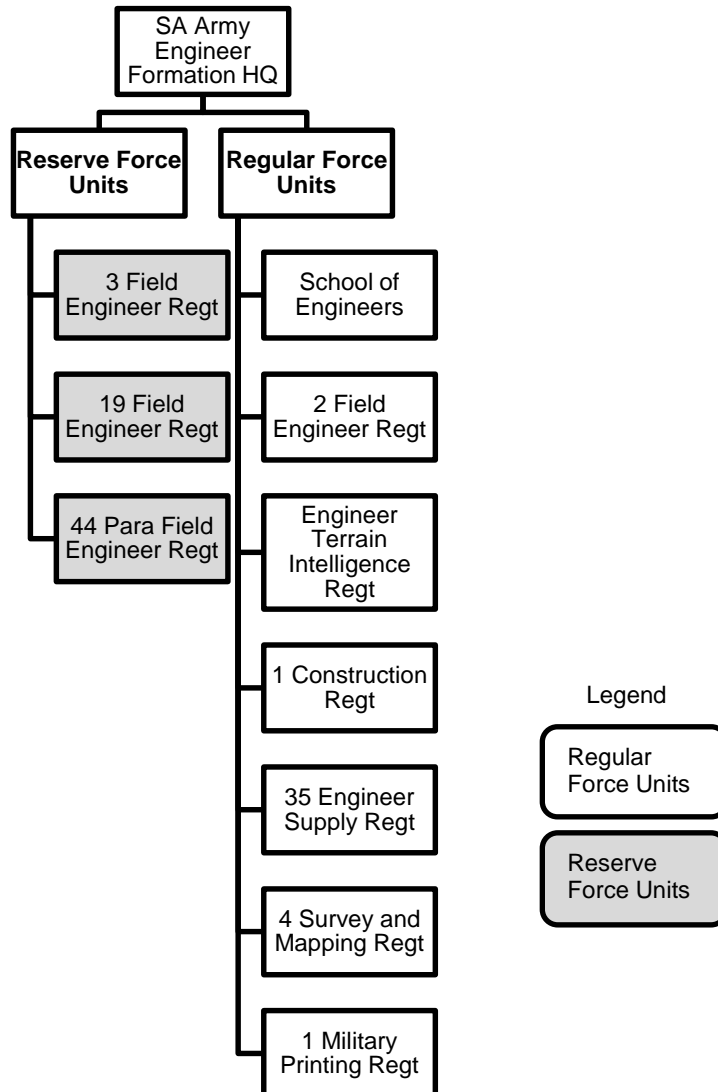 SA Army
Engineer
Formation HQ
Reserve Force
Units
Regular Force
Units
3 Field
Engineer Regt
19 Field
Engineer Regt
44 Para Field
Engineer Regt
School of
Engineers
2 Field
Engineer Regt
Engineer
Terrain
Intelligence
Regt
1 Construction
Regt
35 Engineer
Supply Regt
4 Survey and
Mapping Regt
1 Military
Printing Regt
Legend
Regular
Force Units
Reserve
Force Units